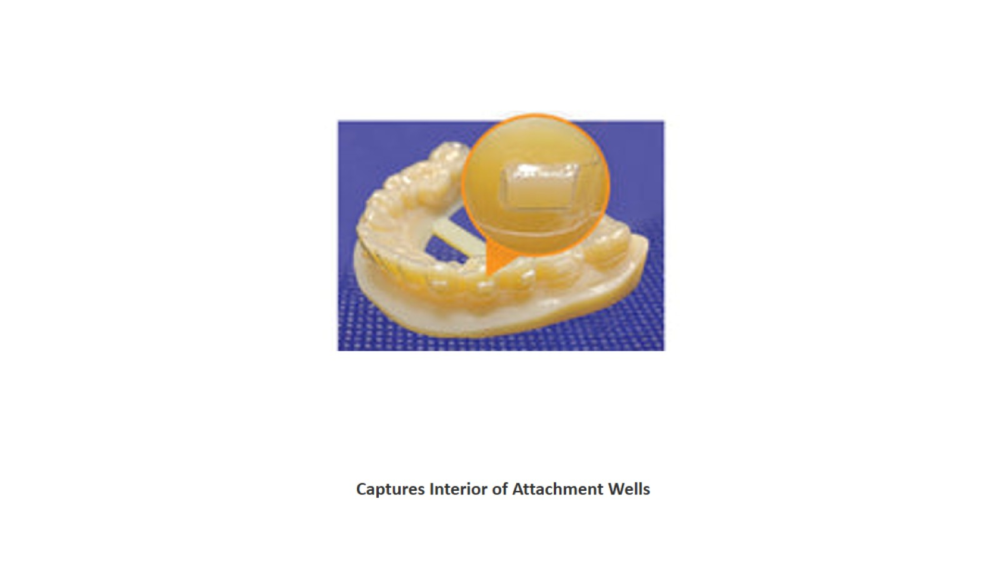 Captures Interior of Attachment Wells